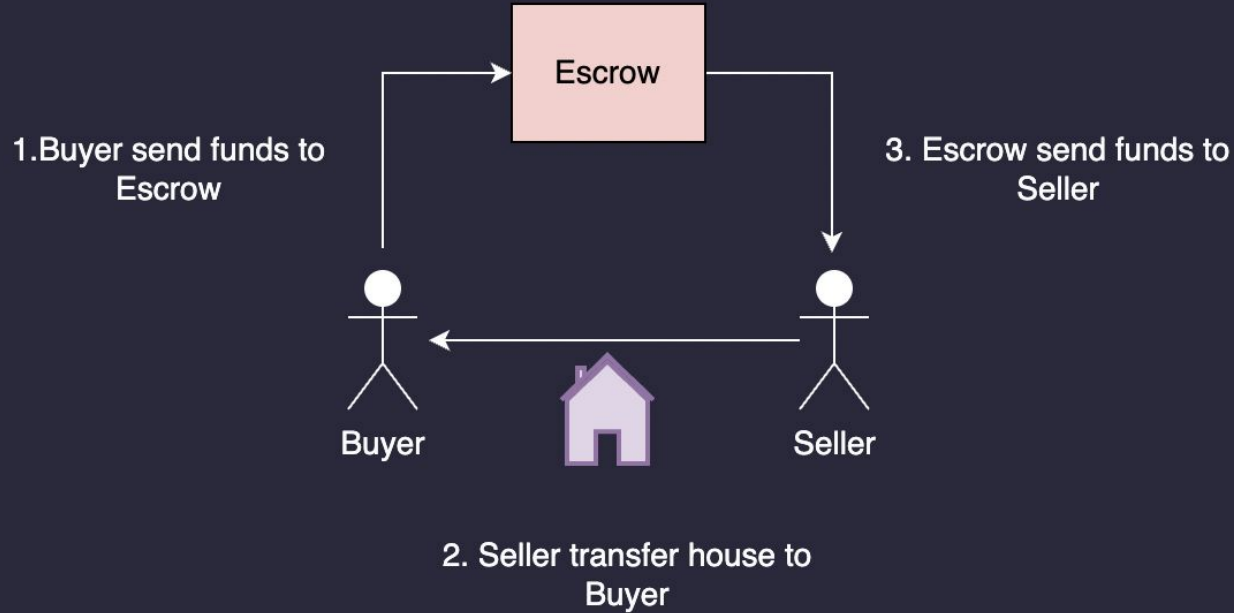 Escrow
1.Buyer send funds to
Escrow
3. Escrow send funds to
Seller
Buyer
Seller
2. Seller transfer house to
Buyer